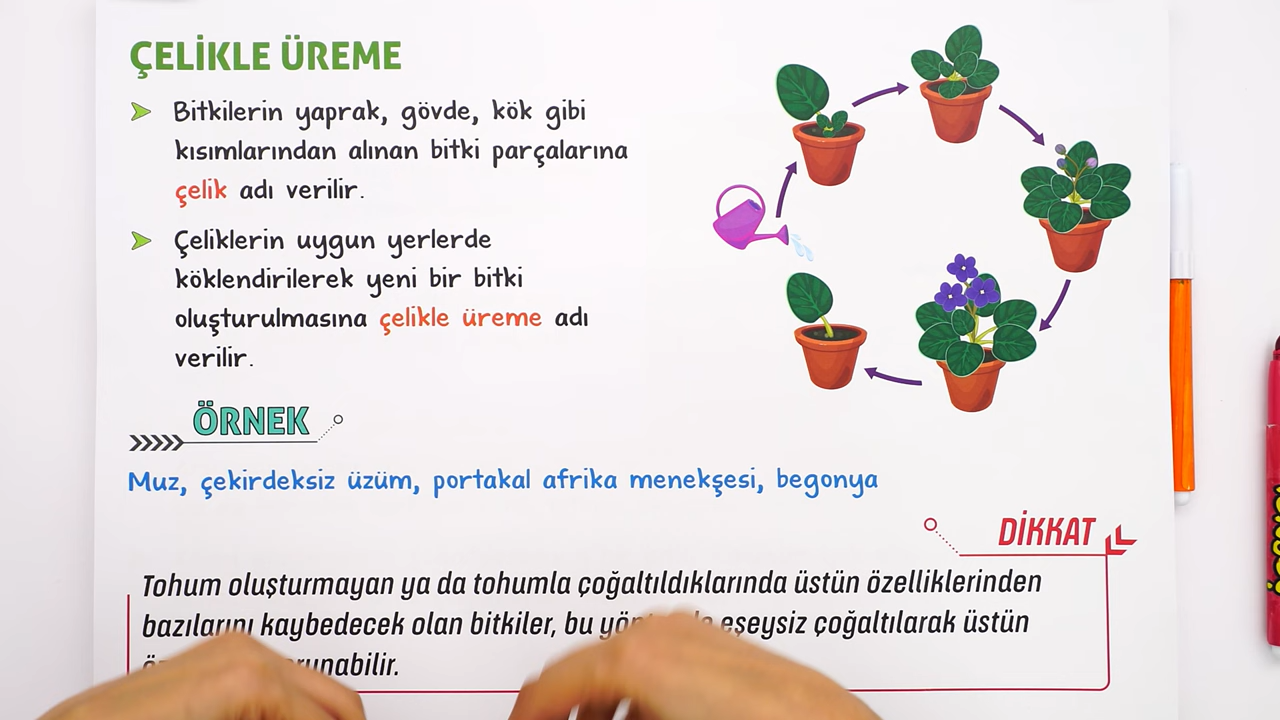 ÇELİKLE ÜREME
Bitkilerin yaprak, gövde, kök gibi
kısımlarından alınan bitki parçalarına
çelik adı verilir.
Çeliklerin uygun yerlerde
köklendirilerek yeni bir bitki
oluşturulmasına çelikle üreme adı
verilir.
ÖRNEK
Muz, çekirdeksiz üzüm, portakal afrika menekşesi, begonya
DİKKAT
Tohum oluşturmayan ya da tohumla çoğaltıldıklarında üstün özelliklerinden
bazılarını kaybedecek olan bitkiler, bu eşeysiz çoğaltılarak üstün